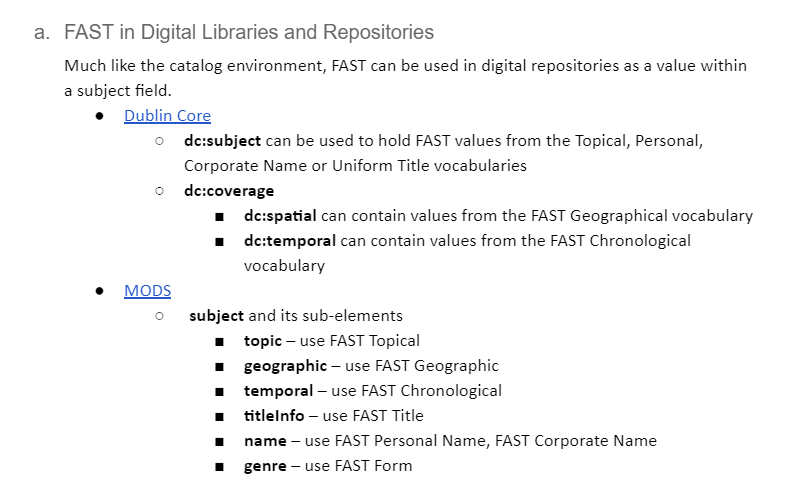 a. FAST in Digital Libraries and Repositories
Much like the catalog environment, FAST can be used in digital repositories as a value within
a subject field.
● Dublin Core
○ dc:subject can be used to hold FAST values from the Topical, Personal,
Corporate Name or Uniform Title vocabularies
○ dc:coverage
■ dc:spatial can contain values from the FAST Geographical vocabulary
■ dc:temporal can contain values from the FAST Chronological
vocabulary
● MODS
○ subject and its sub-elements
■ topic – use FAST Topical
■ geographic – use FAST Geographic
■ temporal – use FAST Chronological
■ titleInfo – use FAST Title
■ name – use FAST Personal Name, FAST Corporate Name
■ genre – use FAST Form